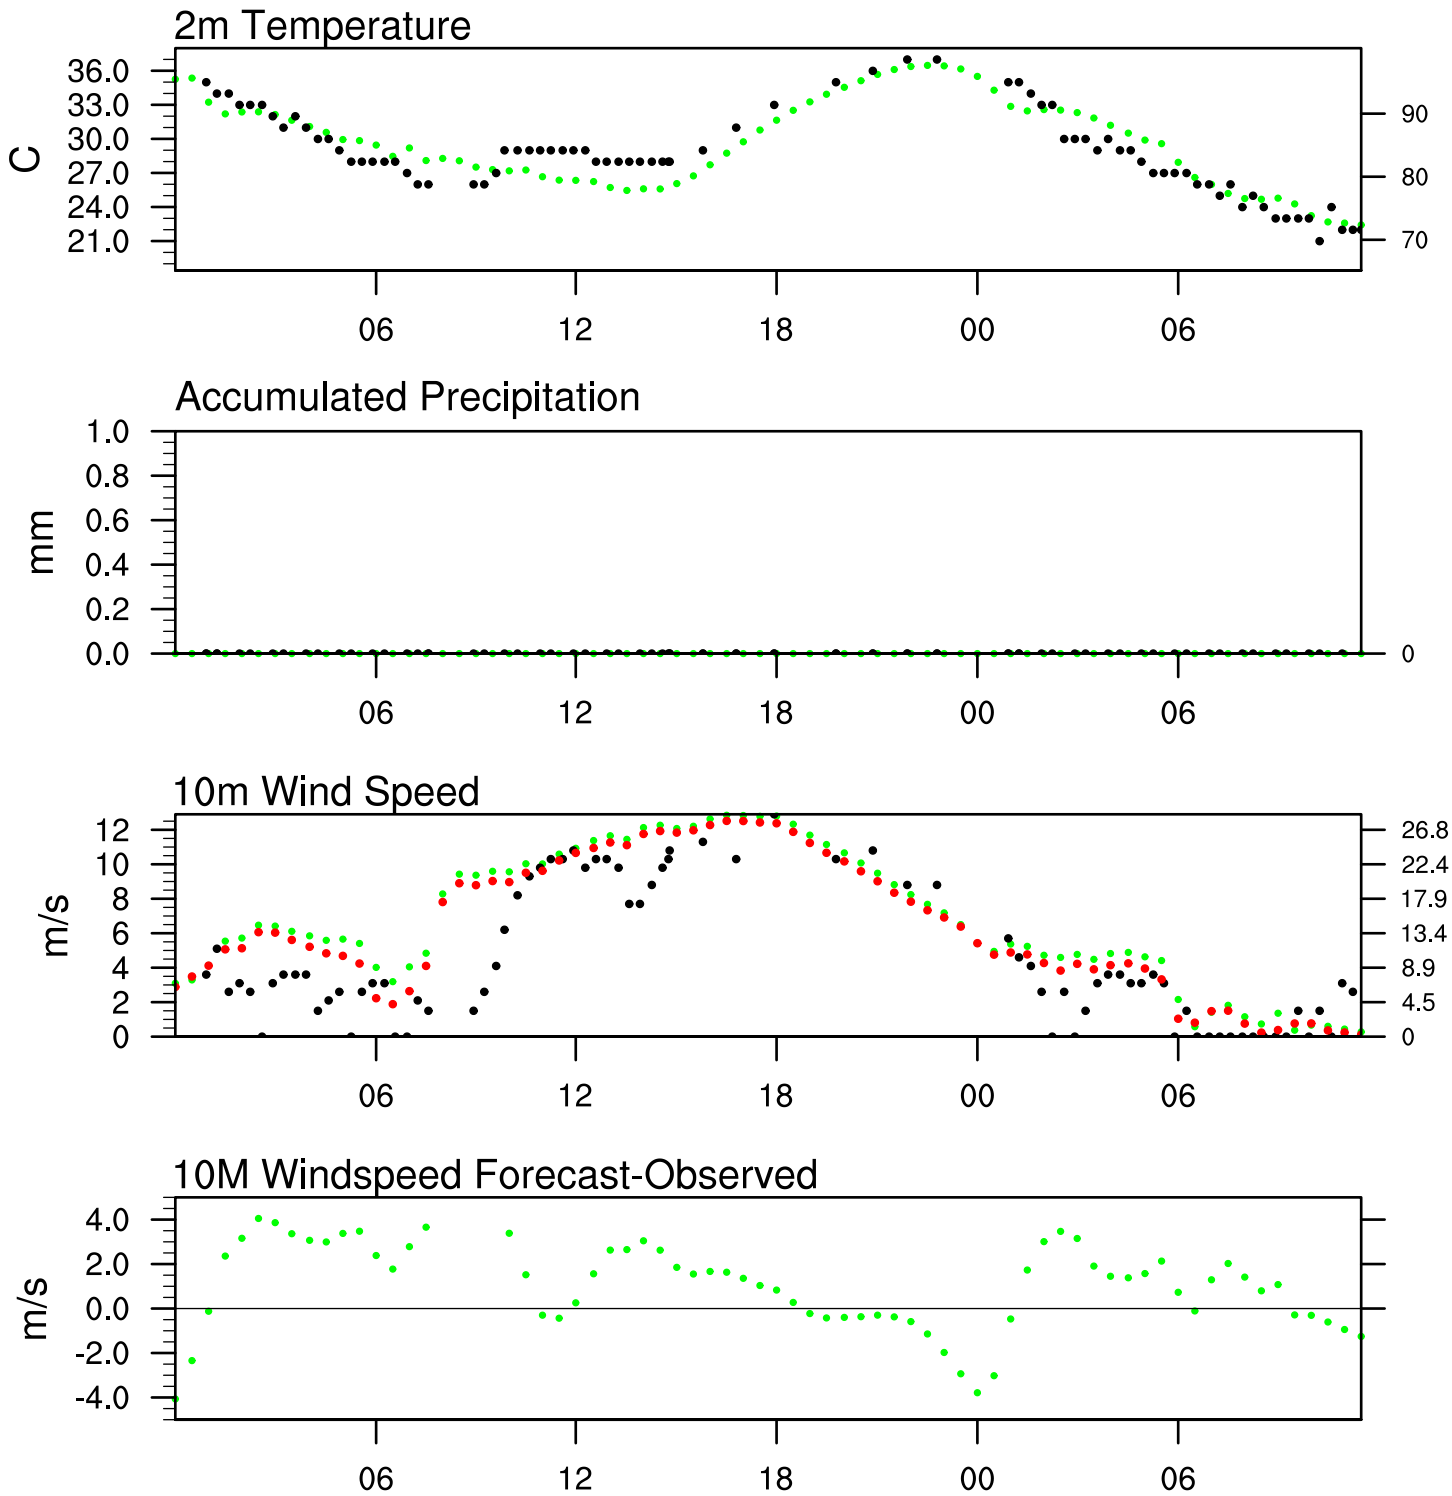 2m Temperature
36.0
33.0
30.0
27.0
24.0
21.0
C
90
80
70
06 12 18 00 06
Accumulated Precipitation
1.0
0.8
0.6
0.4
0.2
0.0
mm
0
06 12 18 00 06
10m Wind Speed
12
10
8
6
4
2
0
m/s
26.8
22.4
17.9
13.4
8.9
4.5
0
06 12 18 00 06
10M Windspeed Forecast-Observed
4.0
2.0
0.0
-2.0
-4.0
m/s
06 12 18 00 06